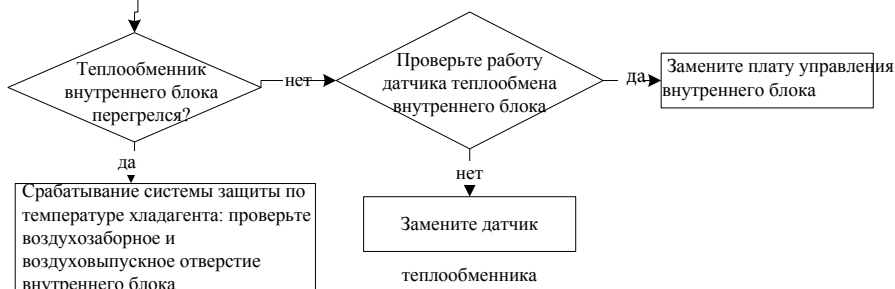 Теплообменник
внутреннего блока
перегрелся?
нет
Проверьте работу
датчика теплообмена
внутреннего блока
да
Замените плату управления
внутреннего блока
да
Срабатывание системы защиты по
температуре хладагента: проверьте
воздухозаборное и
воздуховыпускное отверстие
внутреннего блока
нет
Замените датчик
теплообменника